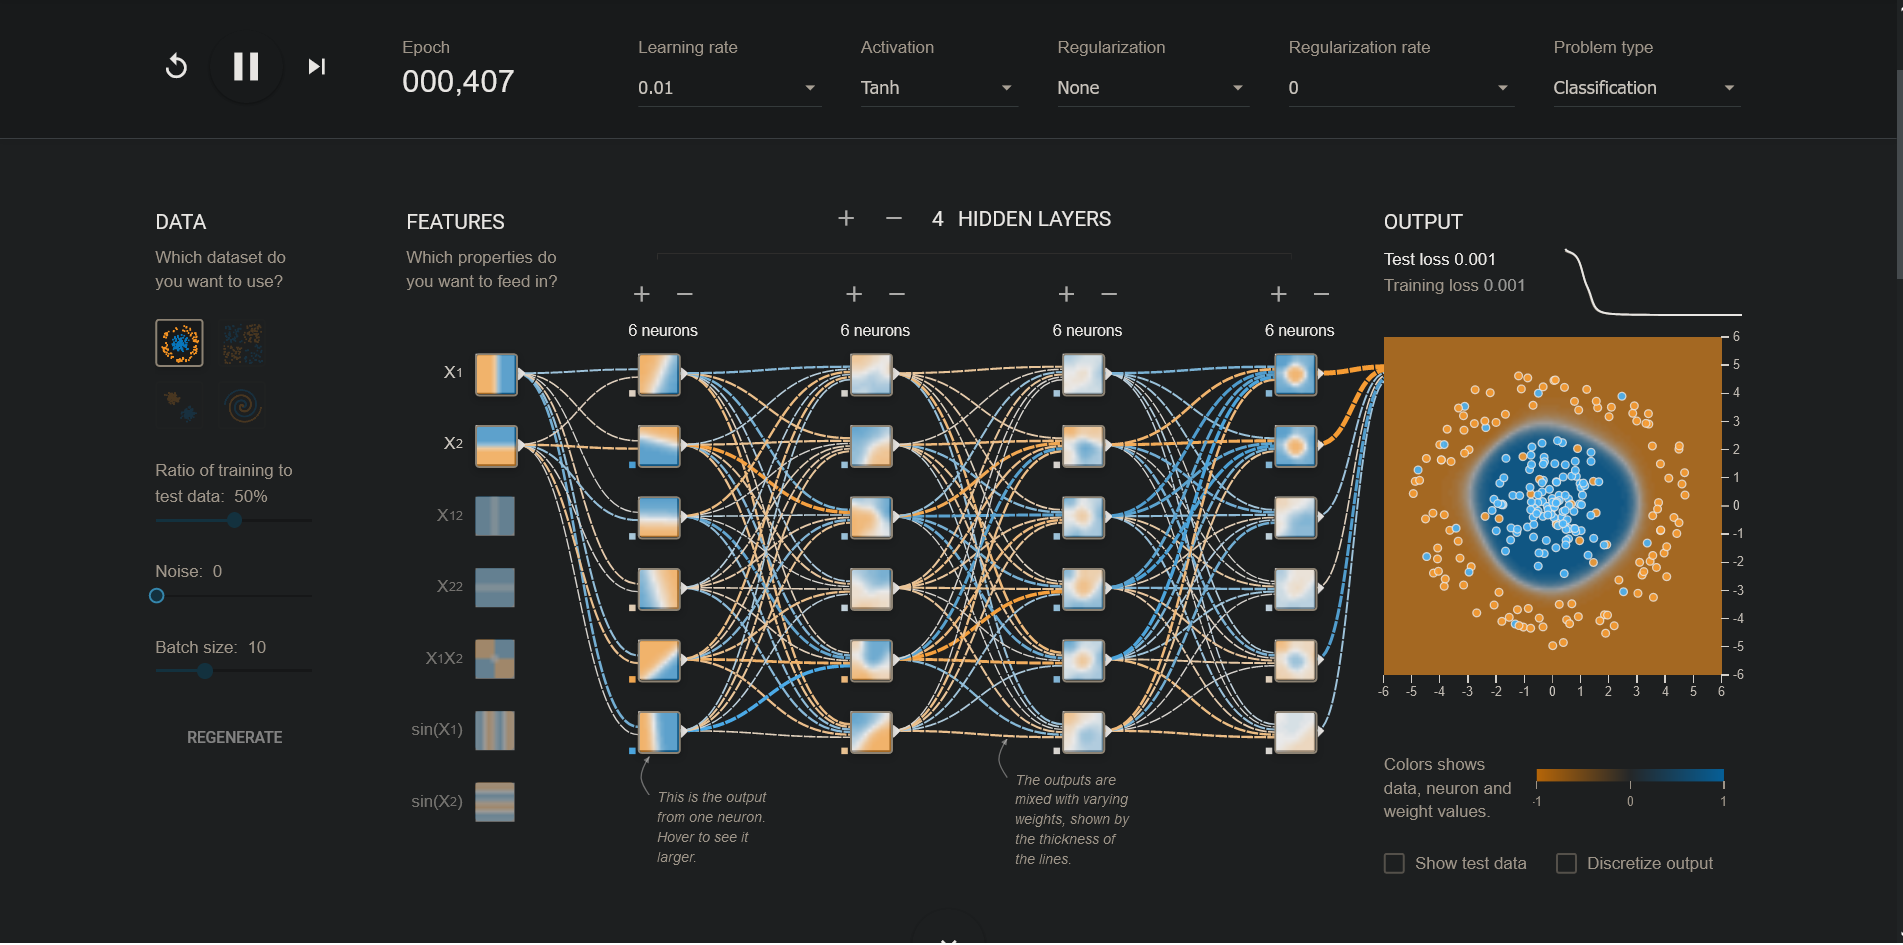 Epoch
000,407
Learning rate
0.01
Activation
Tanh
Regularization
None
Regularization rate
0
Problem type
Classification
DATA
Which dataset do
you want to use?
Ratio of training to
test data: 50%
Noise: 0
Batch size: 10
REGENERATE
FEATURES
Which properties do
you want to feed in?
X1
X2
X12
X22
X1X2
sin(X1)
sin(X2)
4 HIDDEN LAYERS
6 neurons
6 neurons
6 neurons
6 neurons
This is the output
from one neuron.
Hover to see it
larger.
The outputs are
mixed with varying
weights, shown by
the thickness of
the lines.
OUTPUT
Test loss 0.001
Training loss 0.001
6
5
4
3
2
1
0
-1
-2
-3
-4
-5
-6
-6 -5 -4 -3 -2 -1 0 1 2 3 4 5 6
Colors shows
data, neuron and
weight values.
-1 0 1
Show test data
Discretize output